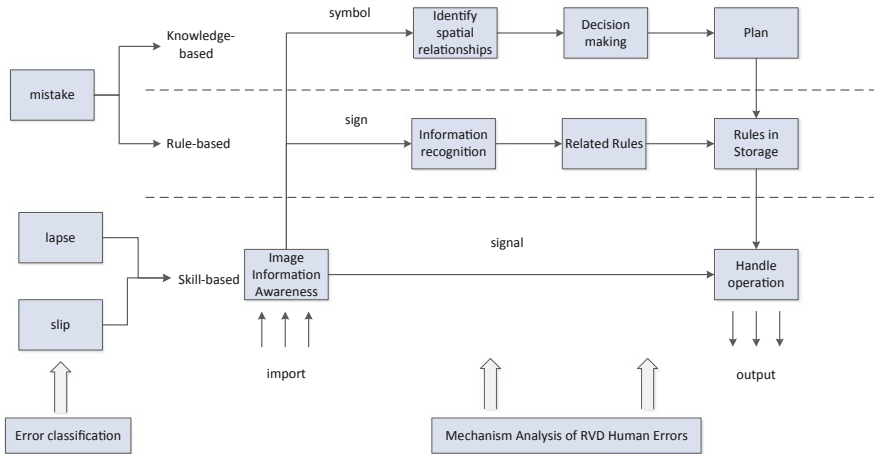 symbol
Knowledge-
based
Identify
spatial
relationships
Decision
making
Plan
mistake
sign
Rule-based
Information
recognition
Related Rules
Rules in
Storage
lapse
signal
Skill-based
Image
Information
Awareness
Handle
operation
slip
import
output
Error classification
Mechanism Analysis of RVD Human Errors